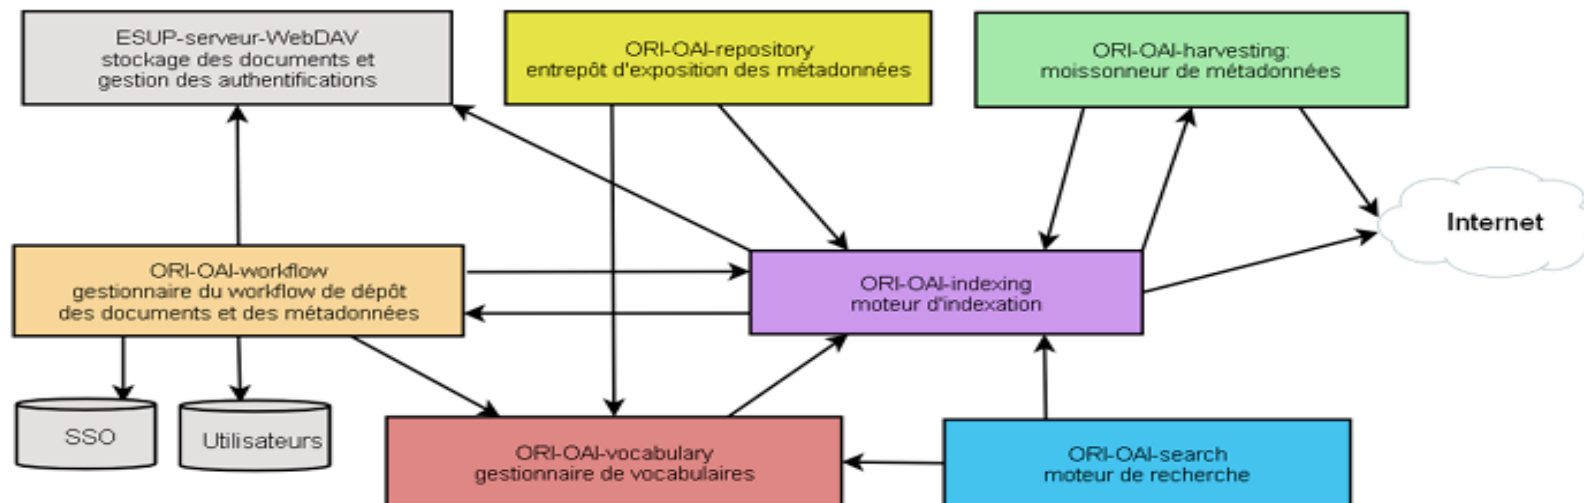 ESUP-serveur-WebDAV
stockage des documents et
gestion des authentifications
ORI-OAI-repository
entrepôt d'exposition des métadonnées
ORI-OAI-harvesting:
moissonneur de métadonnées
Internet
ORI-OAI-workflow
gestionnaire du workflow de dépôt
des documents et des métadonnées
ORI-OAI-indexing
moteur d'indexation
SSO
Utilisateurs
ORI-OAI-vocabulary
gestionnaire de vocabulaires
ORI-OAI-search
moteur de recherche